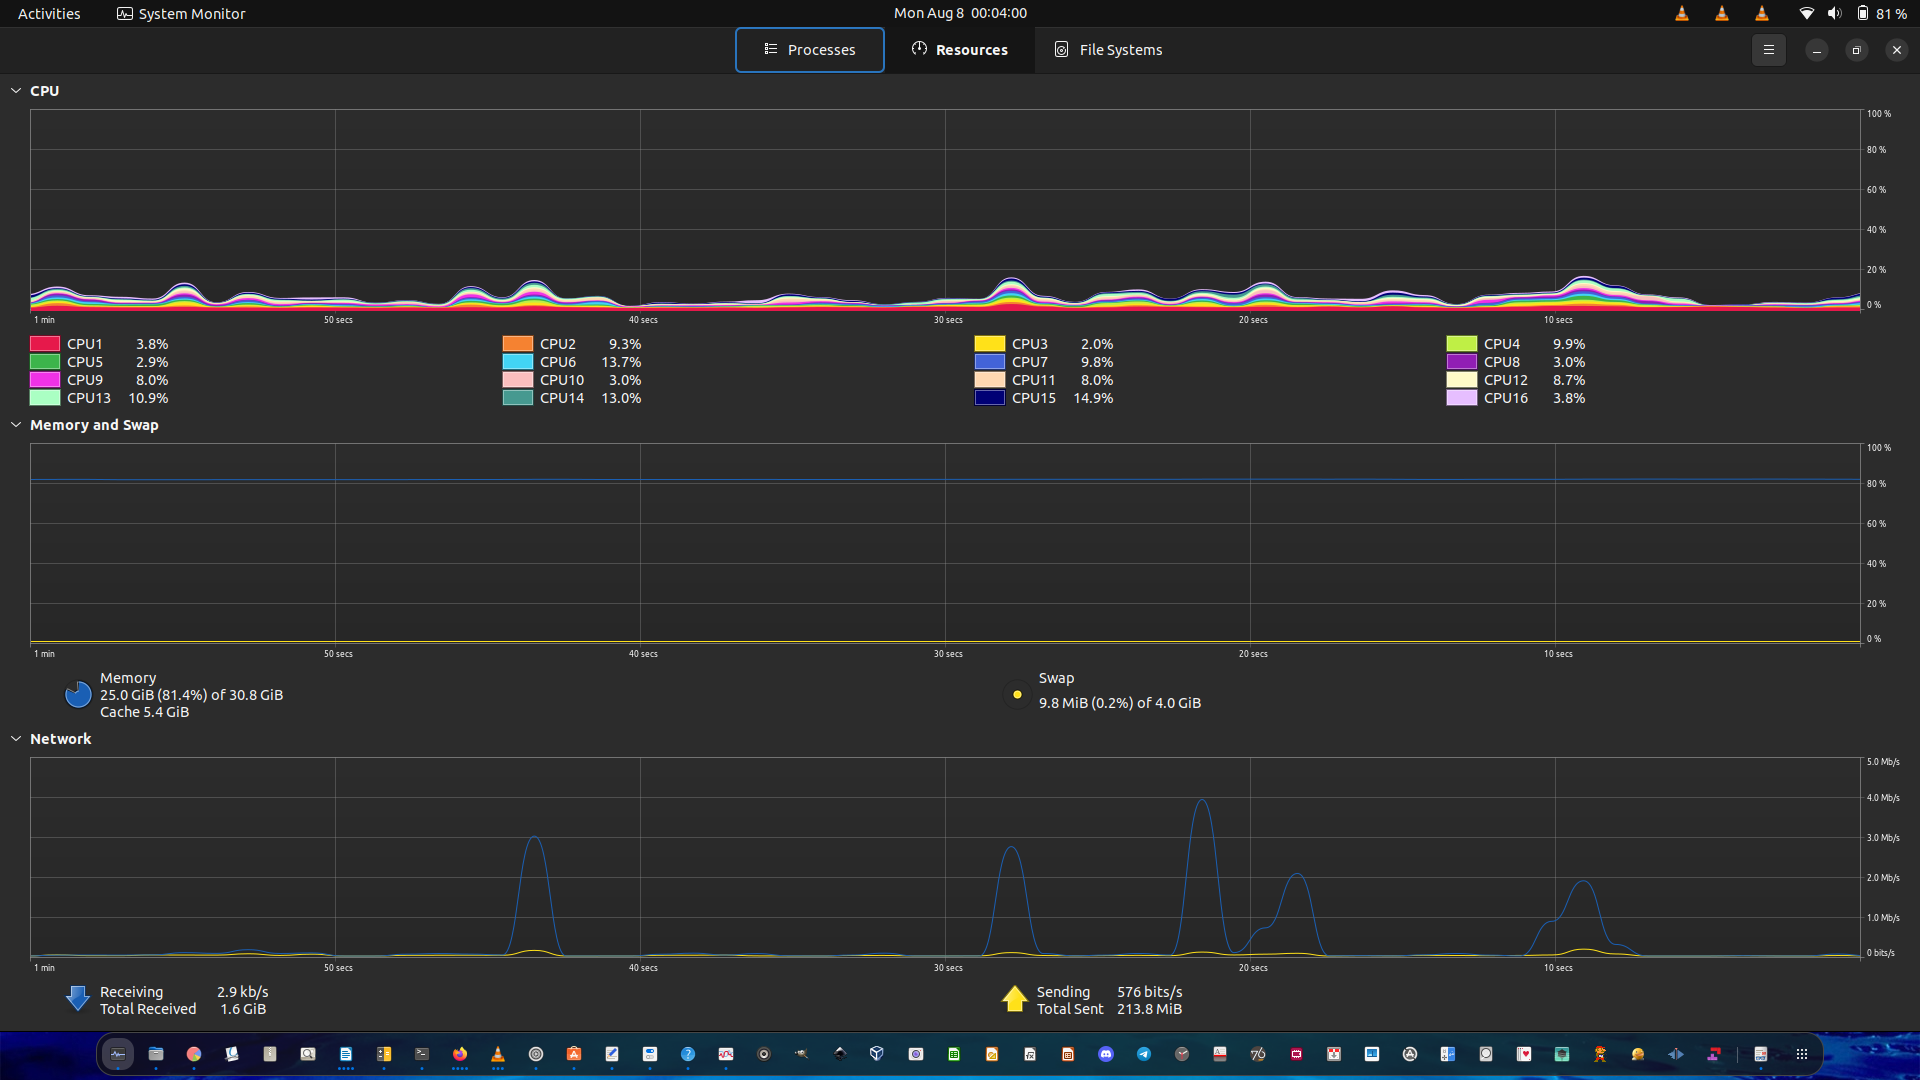 Activities System Monitor Mon Aug 8 00:04:00 81 %
Processes Resources File Systems
CPU
100 %
80 %
60 %
40 %
20 %
0 %
1 min 50 secs 40 secs 30 secs 20 secs 10 secs
CPU1 3.8% CPU2 9.3% CPU3 2.0% CPU4 9.9%
CPU5 2.9% CPU6 13.7% CPU7 9.8% CPU8 3.0%
CPU9 8.0% CPU10 3.0% CPU11 8.0% CPU12 8.7%
CPU13 10.9% CPU14 13.0% CPU15 14.9% CPU16 3.8%
Memory and Swap
100 %
80 %
60 %
40 %
20 %
0 %
1 min 50 secs 40 secs 30 secs 20 secs 10 secs
Memory
25.0 GiB (81.4%) of 30.8 GiB
Cache 5.4 GiB
Swap
9.8 MiB (0.2%) of 4.0 GiB
Network
5.0 Mb/s
4.0 Mb/s
3.0 Mb/s
2.0 Mb/s
1.0 Mb/s
0 bits/s
1 min 50 secs 40 secs 30 secs 20 secs 10 secs
Receiving 2.9 kb/s
Total Received 1.6 GiB
Sending 576 bits/s
Total Sent 213.8 MiB